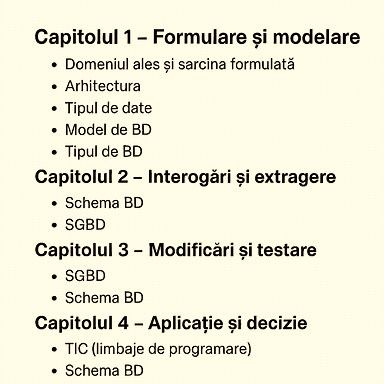 Capitolul 1 – Formulare și modelare
• Domeniul ales și sarcina formulată
• Arhitectura
• Tipul de date
• Model de BD
• Tipul de BD
Capitolul 2 – Interogări și extragere
• Schema BD
• SGBD
Capitolul 3 – Modificări și testare
• SGBD
• Schema BD
Capitolul 4 – Aplicație și decizie
• TIC (limbaje de programare)
• Schema BD